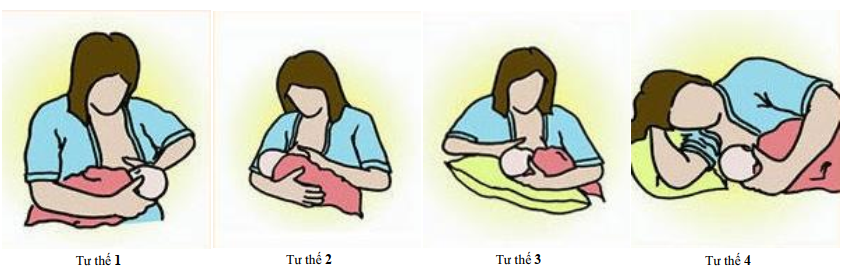 Tư thế 1
Tư thế 2
Tư thế 3
Tư thế 4